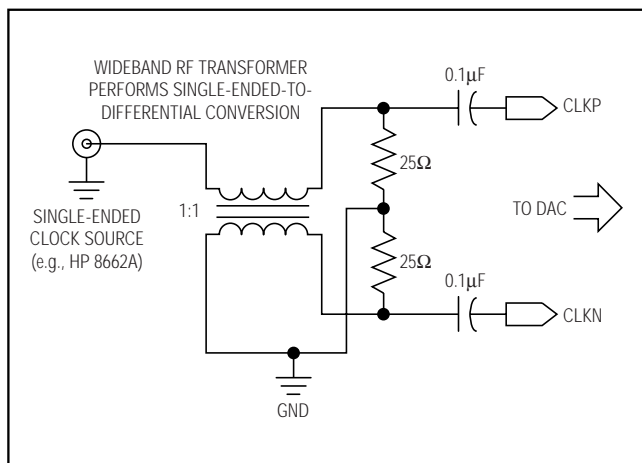 WIDEBAND RF TRANSFORMER
PERFORMS SINGLE-ENDED-TO-
DIFFERENTIAL CONVERSION
0.1μF
CLKP
25Ω
1:1
TO DAC
SINGLE-ENDED
CLOCK SOURCE
(e.g., HP 8662A)
25Ω
0.1μF
CLKN
GND